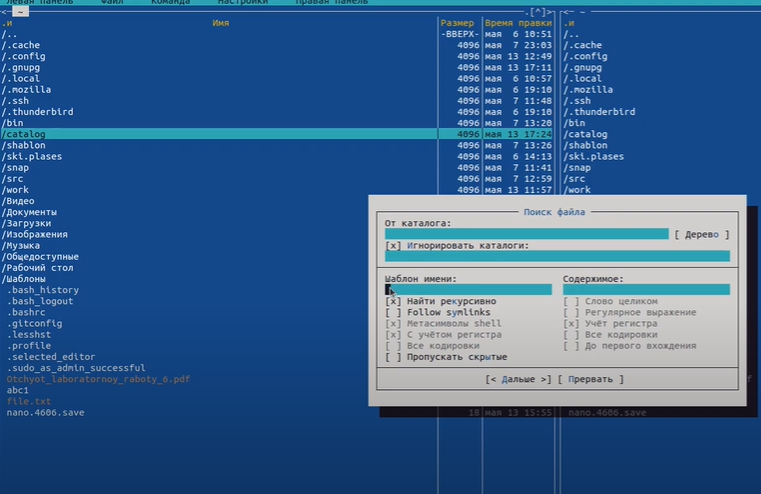 Левая панель Файл Команда Настройки Правая панель
<─ ~ .[^]> <─ ~
.и Имя Размер Время правки .и
/.. -ВВЕРХ- мая 6 10:51 /..
/.cache 4096 мая 7 23:03 /.cache
/.config 4096 мая 13 12:49 /.config
/.gnupg 4096 мая 13 17:11 /.gnupg
/.local 4096 мая 6 10:57 /.local
/.mozilla 4096 мая 6 19:10 /.mozilla
/.ssh 4096 мая 7 11:48 /.ssh
/.thunderbird 4096 мая 6 19:10 /.thunderbird
/bin 4096 мая 7 13:20 /bin
/catalog 4096 мая 13 17:24 /catalog
/shablon 4096 мая 7 13:26 /shablon
/ski.plases 4096 мая 6 14:13 /ski.plases
/snap 4096 мая 7 11:41 /snap
/src 4096 мая 7 12:59 /src
/work 4096 мая 13 11:57 /work
/Видео
/Документы
/Загрузки
/Изображения
/Музыка
/Общедоступные
/Рабочий стол
/Шаблоны
.bash_history
.bash_logout
.bashrc
.gitconfig
.lesshst
.profile
.selected_editor
.sudo_as_admin_successful
Otchyot_laboratornoy_raboty_6.pdf
abc1
file.txt
nano.4606.save 18 мая 13 15:55 nano.4606.save
Поиск файла
От каталога:
[ Дерево ]
[x] Игнорировать каталоги:
Шаблон имени: Содержимое:
[x] Найти рекурсивно [ ] Слово целиком
[ ] Follow symlinks [ ] Регулярное выражение
[x] Метасимволы shell [x] Учёт регистра
[x] С учётом регистра [ ] Все кодировки
[ ] Все кодировки [ ] До первого вхождения
[ ] Пропускать скрытые
[< Дальше >] [ Прервать ]